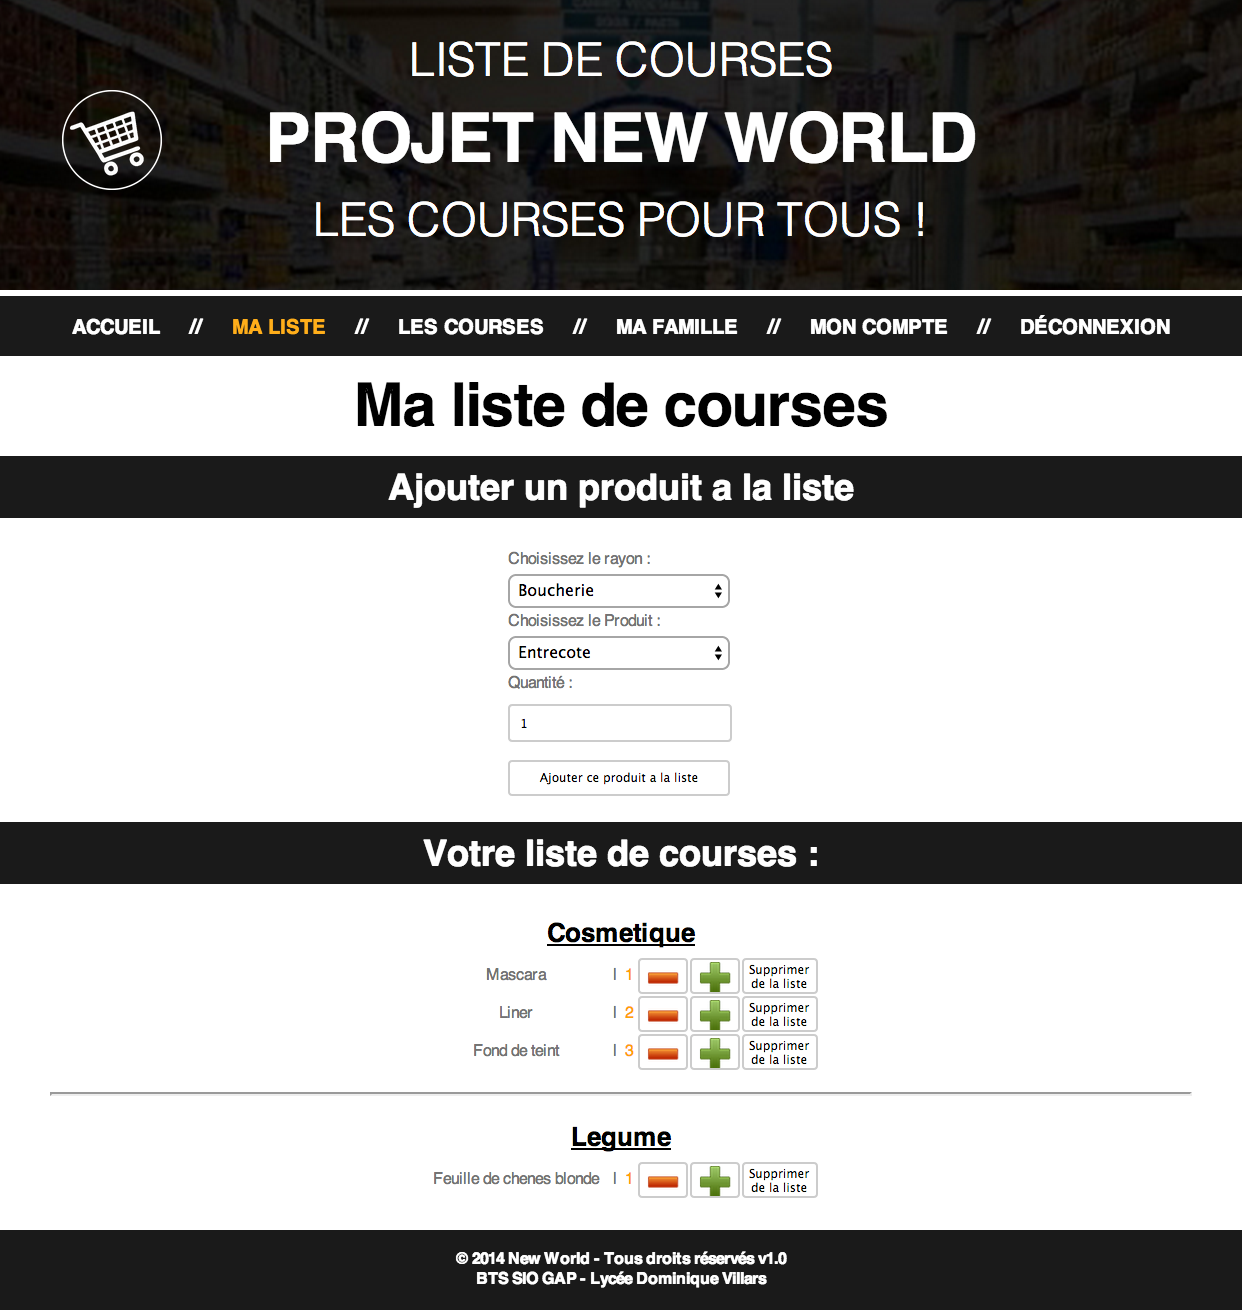 LISTE DE COURSES
PROJET NEW WORLD
LES COURSES POUR TOUS !
ACCUEIL // MA LISTE // LES COURSES // MA FAMILLE // MON COMPTE // DÉCONNEXION
Ma liste de courses
Ajouter un produit a la liste
Choisissez le rayon :
Boucherie
Choisissez le Produit :
Entrecote
Quantité :
1
Ajouter ce produit a la liste
Votre liste de courses :
Cosmetique
Mascara | 1 Supprimer de la liste
Liner | 2 Supprimer de la liste
Fond de teint | 3 Supprimer de la liste
Legume
Feuille de chenes blonde | 1 Supprimer de la liste
© 2014 New World - Tous droits réservés v1.0
BTS SIO GAP - Lycée Dominique Villars